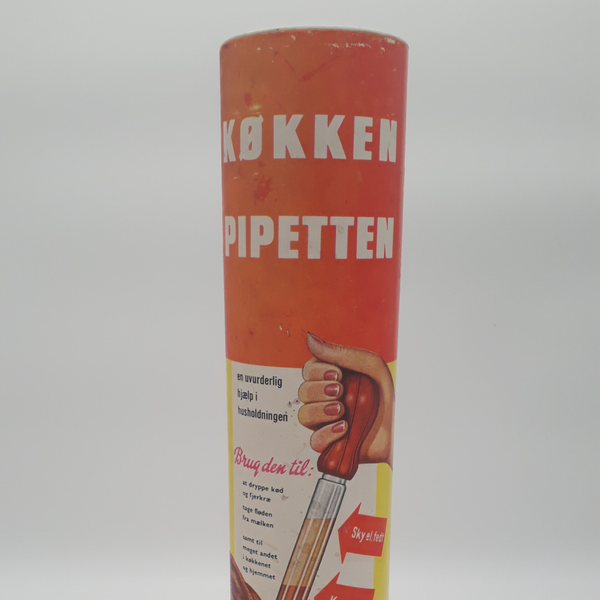 KØKKEN
PIPETTEN
en uvurderlig
hjælp i
husholdningen
Brug den til:
at dryppe kød
og fjerkræ
tage fløden
fra mælken
samt til
meget andet
i køkkenet
og hjemmet
Sky el. fedt